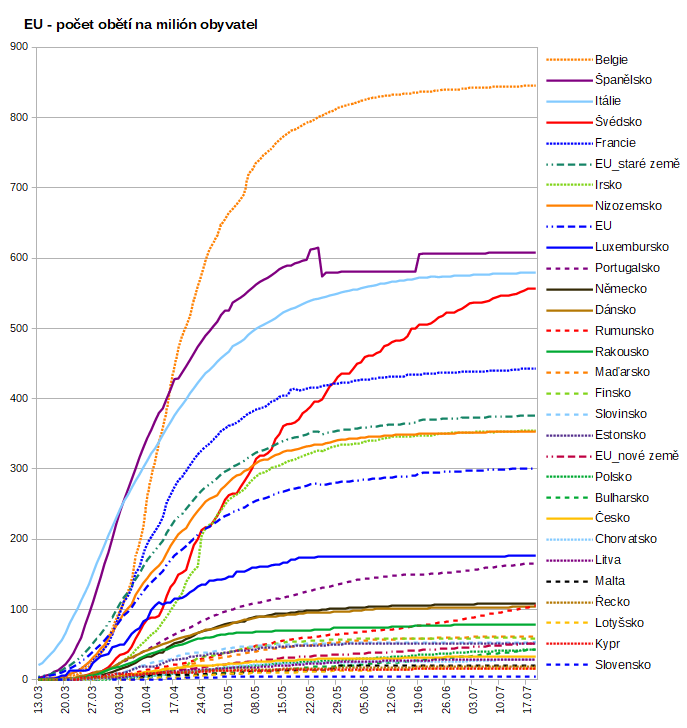 EU - počet obětí na milión obyvatel
900
800
700
600
500
400
300
200
100
0
Belgie
Španělsko
Itálie
Švédsko
Francie
EU_staré země
Irsko
Nizozemsko
EU
Luxembursko
Portugalsko
Německo
Dánsko
Rumunsko
Rakousko
Maďarsko
Finsko
Slovinsko
Estonsko
EU_nové země
Polsko
Bulharsko
Česko
Chorvatsko
Litva
Malta
Řecko
Lotyšsko
Kypr
Slovensko
13.03
20.03
27.03
03.04
10.04
17.04
24.04
01.05
08.05
15.05
22.05
29.05
05.06
12.06
19.06
26.06
03.07
10.07
17.07